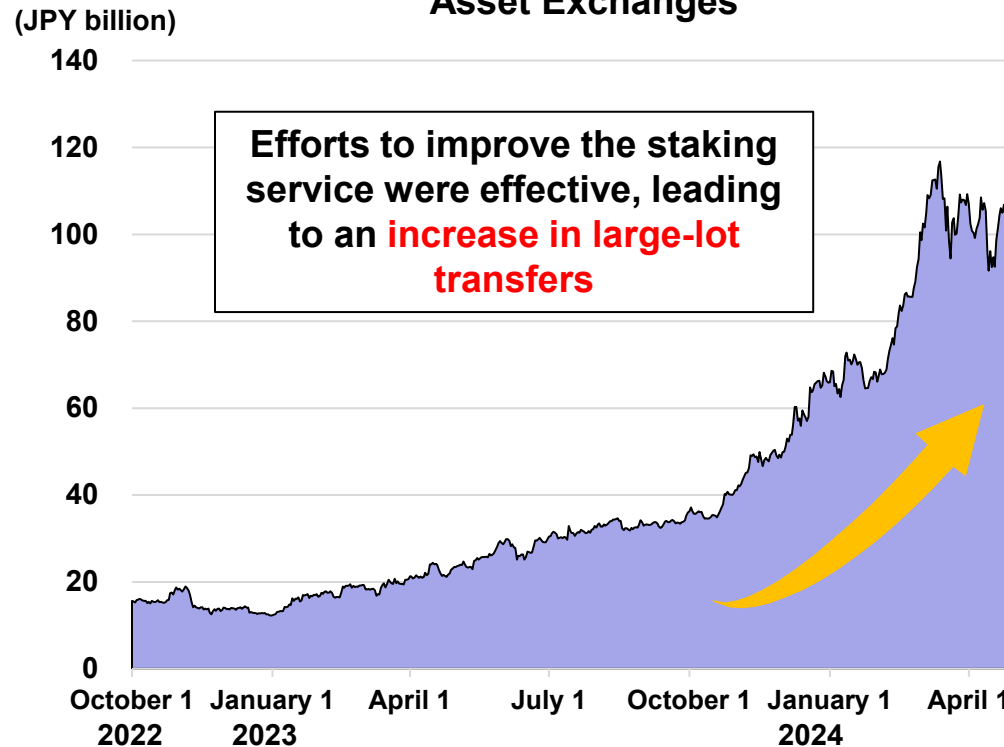 Asset Exchanges
(JPY billion)
140
120
100
80
60
40
20
0
Efforts to improve the staking
service were effective, leading
to an increase in large-lot
transfers
October 1 January 1 April 1 July 1 October 1 January 1 April 1
2022 2023 2024